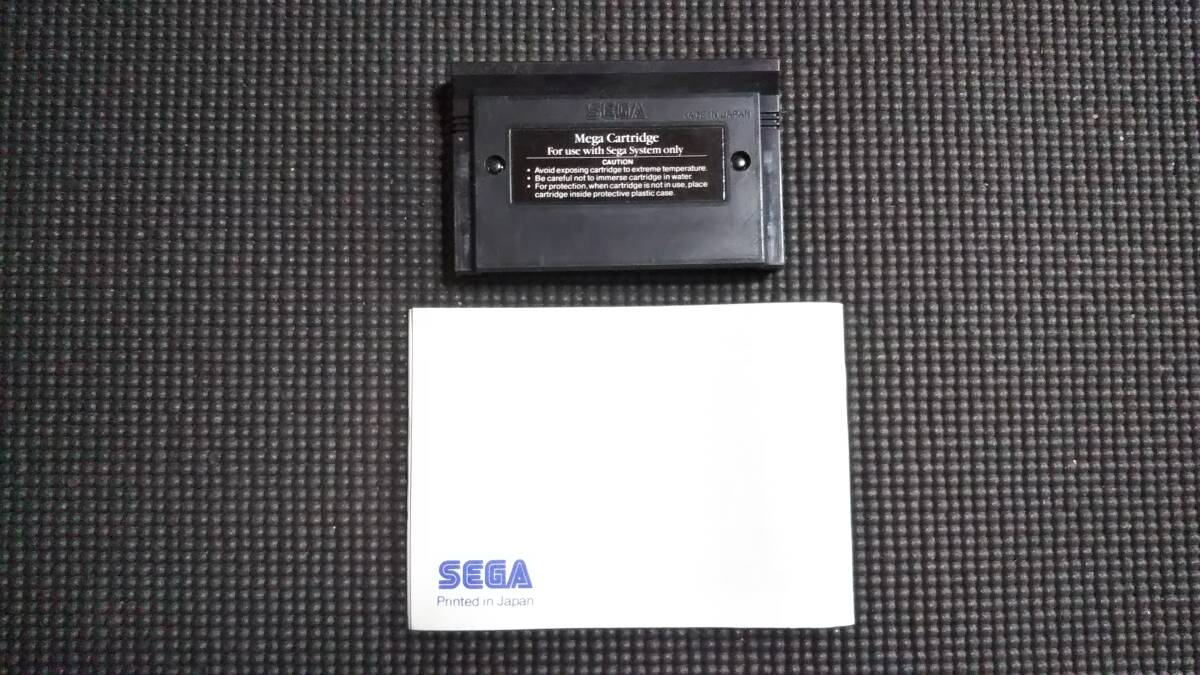 SEGA
MADE IN JAPAN
Mega Cartridge
For use with Sega System only
CAUTION
• Avoid exposing cartridge to extreme temperature.
• Be careful not to immerse cartridge in water.
• For protection, when cartridge is not in use, place
cartridge inside protective plastic case.
SEGA
Printed in Japan